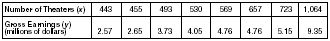 Number of Theaters (x) 443 455 493 530 569 657 723 1,064
Gross Earnings (y) (millions of dollars) 2.57 2.65 3.73 4.05 4.76 4.76 5.15 9.35